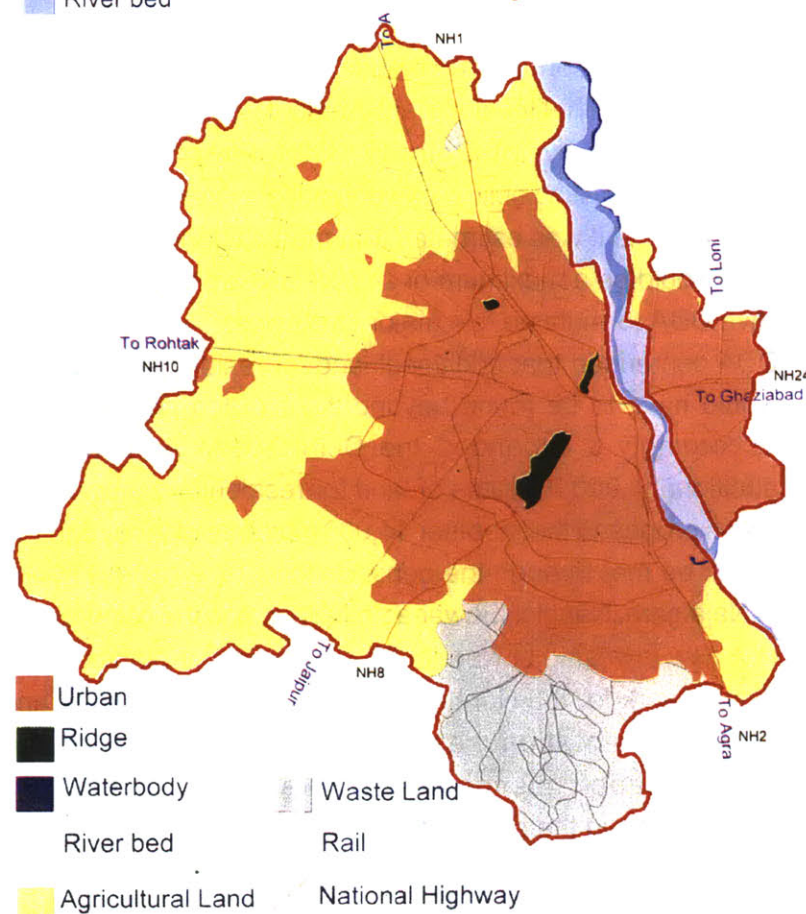 River bed
To A
NH1
To Loni
To Rohtak
NH10
NH24
To Ghaziabad
To Jaipur
NH8
To Agra
NH2
Urban
Ridge
Waterbody
Waste Land
River bed
Rail
Agricultural Land
National Highway